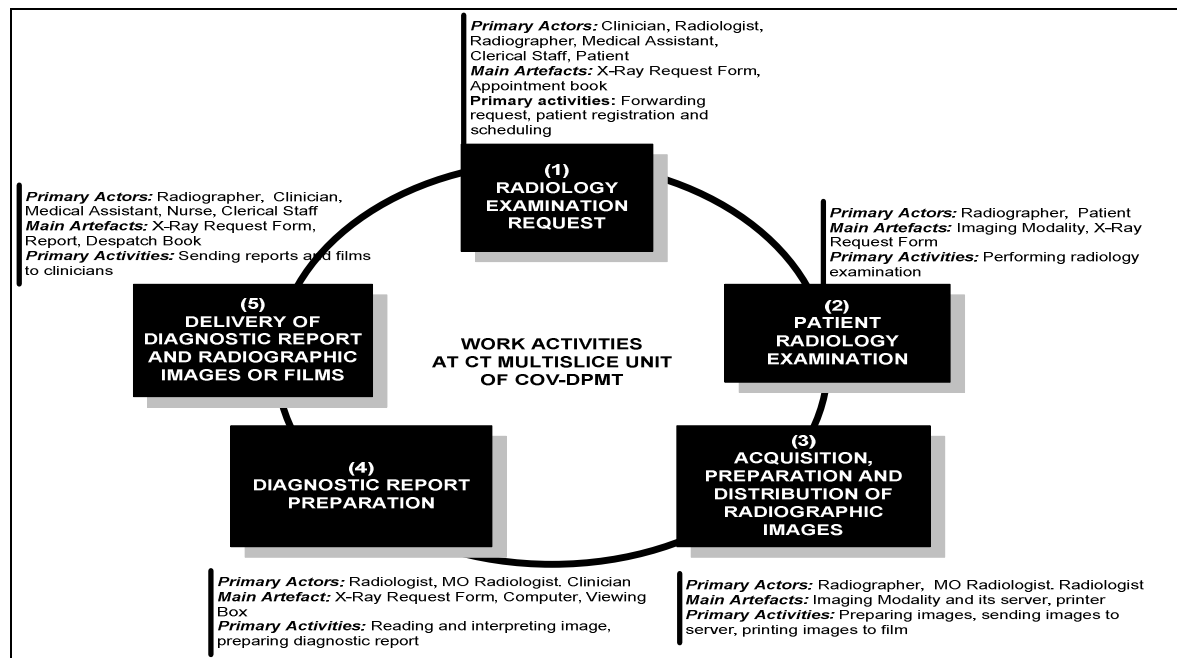 Primary Actors: Clinician, Radiologist,
Radiographer, Medical Assistant,
Clerical Staff, Patient
Main Artefacts: X-Ray Request Form,
Appointment book
Primary activities: Forwarding
request, patient registration and
scheduling
(1)
RADIOLOGY
EXAMINATION
REQUEST
Primary Actors: Radiographer, Patient
Main Artefacts: Imaging Modality, X-Ray
Request Form
Primary Activities: Performing radiology
examination
(2)
PATIENT
RADIOLOGY
EXAMINATION
(3)
ACQUISITION,
PREPARATION AND
DISTRIBUTION OF
RADIOGRAPHIC
IMAGES
Primary Actors: Radiographer, MO Radiologist. Radiologist
Main Artefacts: Imaging Modality and its server, printer
Primary Activities: Preparing images, sending images to
server, printing images to film
(4)
DIAGNOSTIC REPORT
PREPARATION
Primary Actors: Radiologist, MO Radiologist. Clinician
Main Artefact: X-Ray Request Form, Computer, Viewing
Box
Primary Activities: Reading and interpreting image,
preparing diagnostic report
Primary Actors: Radiographer, Clinician,
Medical Assistant, Nurse, Clerical Staff
Main Artefacts: X-Ray Request Form,
Report, Despatch Book
Primary Activities: Sending reports and films
to clinicians
(5)
DELIVERY OF
DIAGNOSTIC REPORT
AND RADIOGRAPHIC
IMAGES OR FILMS
WORK ACTIVITIES
AT CT MULTISLICE UNIT
OF COV-DPMT